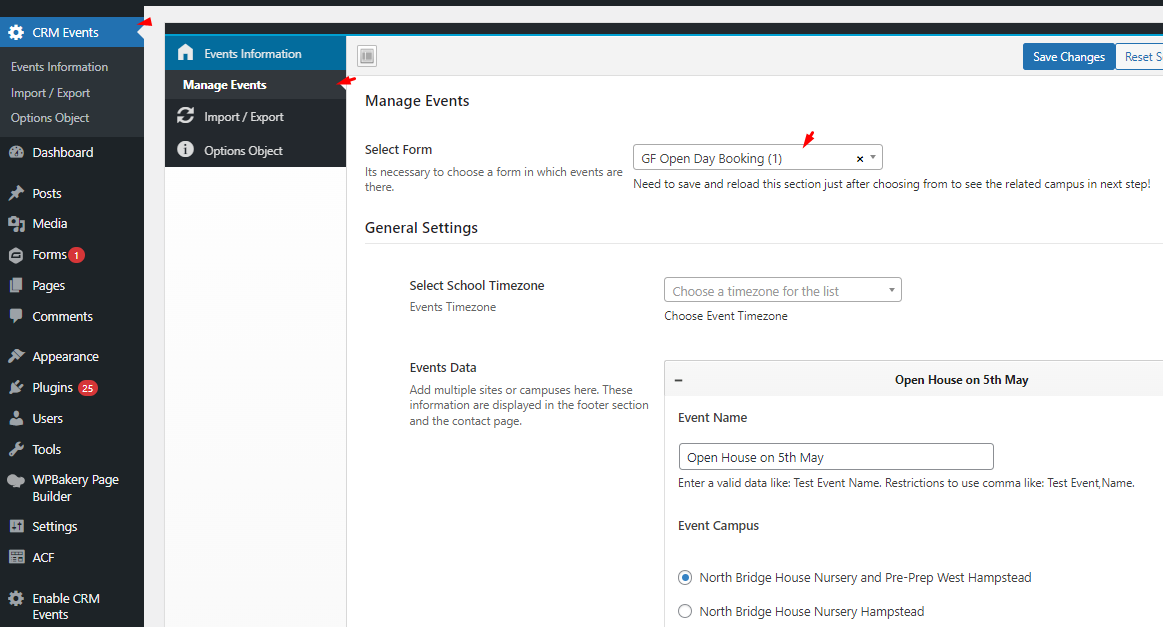 CRM Events
Events Information
Import / Export
Options Object
Dashboard
Posts
Media
Forms 1
Pages
Comments
Appearance
Plugins 25
Users
Tools
WPBakery Page
Builder
Settings
ACF
Enable CRM
Events
Events Information
Manage Events
Import / Export
Options Object
Save Changes
Reset S
Manage Events
Select Form
Its necessary to choose a form in which events are
there.
GF Open Day Booking (1)
Need to save and reload this section just after choosing from to see the related campus in next step!
General Settings
Select School Timezone
Events Timezone
Choose a timezone for the list
Choose Event Timezone
Events Data
Add multiple sites or campuses here. These
information are displayed in the footer section
and the contact page.
Open House on 5th May
Event Name
Open House on 5th May
Enter a valid data like: Test Event Name. Restrictions to use comma like: Test Event,Name.
Event Campus
North Bridge House Nursery and Pre-Prep West Hampstead
North Bridge House Nursery Hampstead